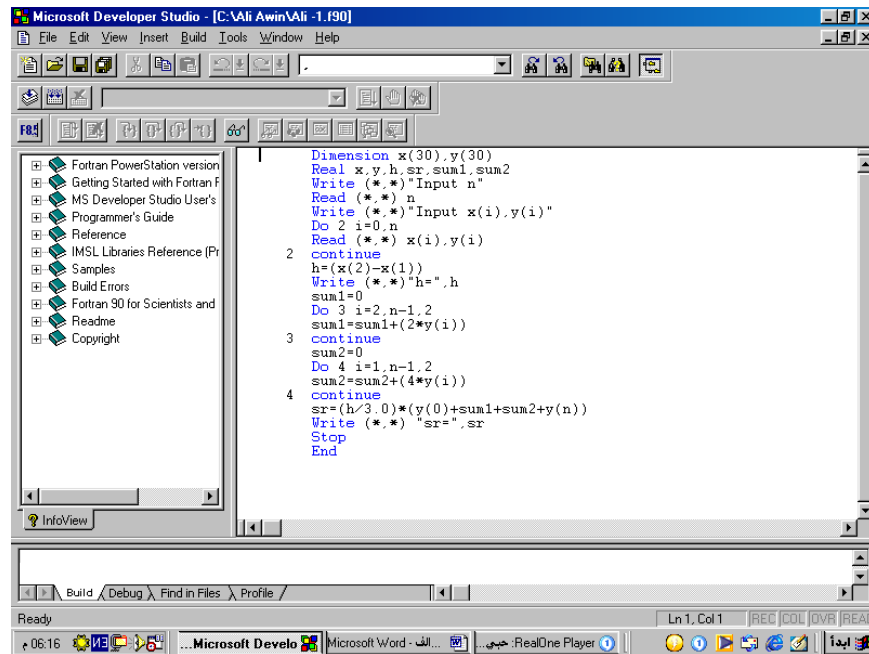 Microsoft Developer Studio - [C:\Ali Awin\Ali -1.f90]
File Edit View Insert Build Tools Window Help
.
F8.5
Fortran PowerStation version
Getting Started with Fortran F
MS Developer Studio User's
Programmer's Guide
Reference
IMSL Libraries Reference (Pr
Samples
Build Errors
Fortran 90 for Scientists and
Readme
Copyright
InfoView
Dimension x(30),y(30)
Real x,y,h,sr,sum1,sum2
Write (*,*)"Input n"
Read (*,*) n
Write (*,*)"Input x(i),y(i)"
Do 2 i=0,n
Read (*,*) x(i),y(i)
2 continue
h=(x(2)-x(1))
Write (*,*)"h=",h
sum1=0
Do 3 i=2,n-1,2
sum1=sum1+(2*y(i))
3 continue
sum2=0
Do 4 i=1,n-1,2
sum2=sum2+(4*y(i))
4 continue
sr=(h/3.0)*(y(0)+sum1+sum2+y(n))
Write (*,*) "sr=",sr
Stop
End
Build Debug Find in Files Profile
Ready Ln 1, Col 1 REC COL OVR REA
06:16 م ...Microsoft Develo Microsoft Word - الف... ...حبي :RealOne Player ابدأ